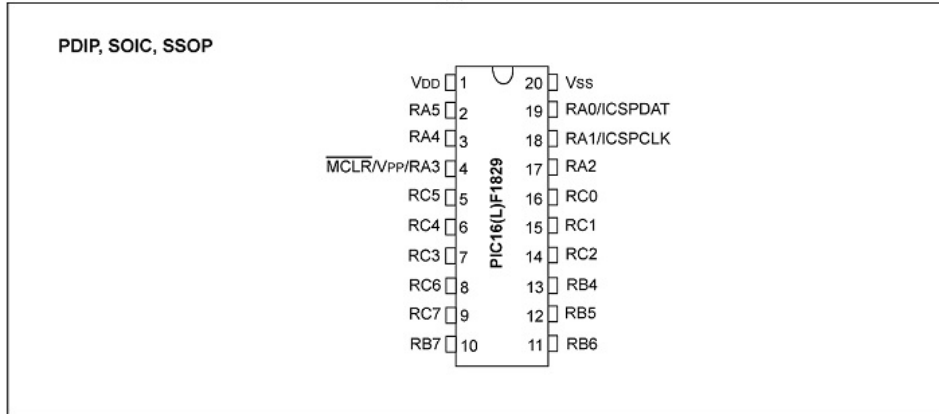 PDIP, SOIC, SSOP
VDD 1 20 VSS
RA5 2 19 RA0/ICSPDAT
RA4 3 18 RA1/ICSPCLK
MCLR/VPP/RA3 4 17 RA2
RC5 5 16 RC0
RC4 6 15 RC1
RC3 7 14 RC2
RC6 8 13 RB4
RC7 9 12 RB5
RB7 10 11 RB6
PIC16(L)F1829